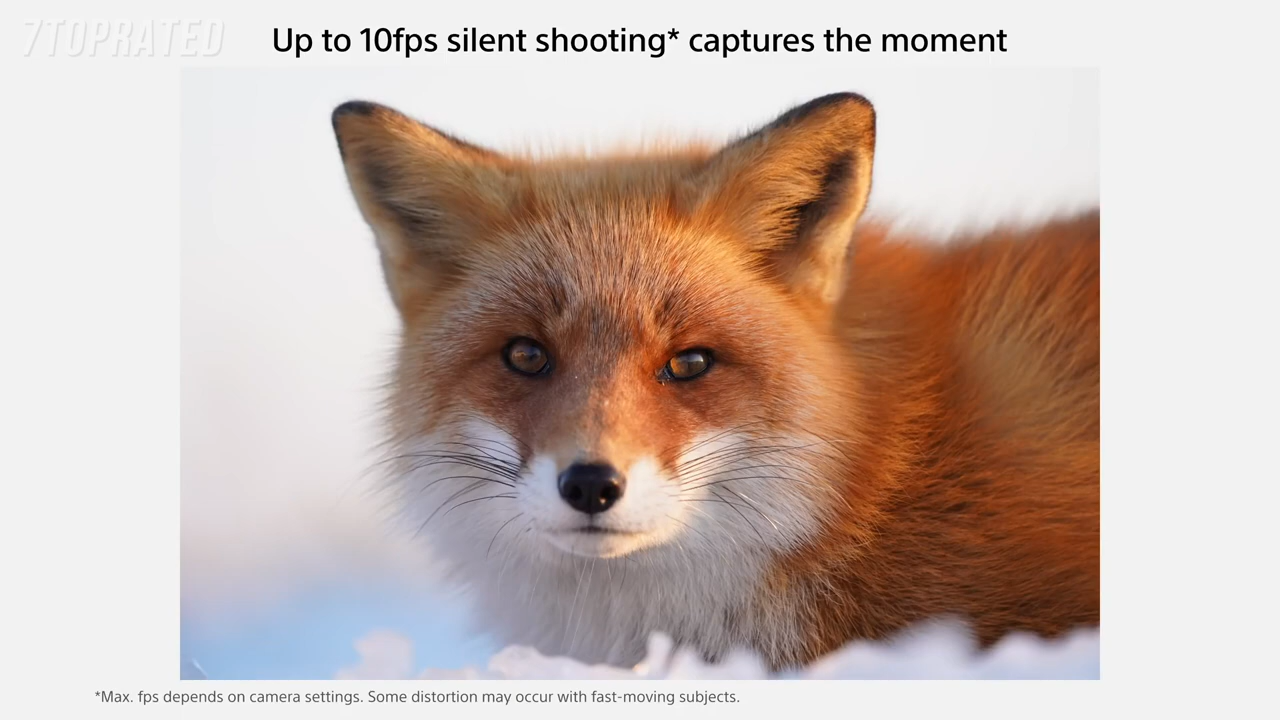 7TOPRATED
Up to 10fps silent shooting* captures the moment
*Max. fps depends on camera settings. Some distortion may occur with fast-moving subjects.